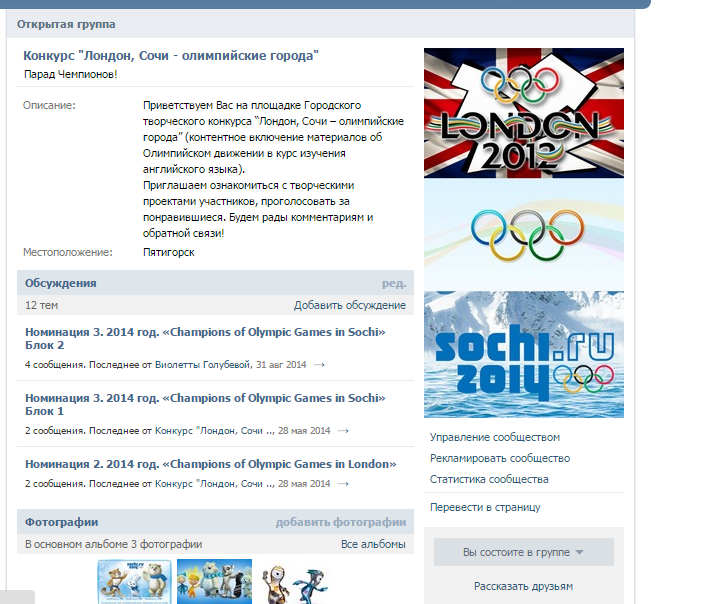 Открытая группа
Конкурс "Лондон, Сочи - олимпийские города"
Парад Чемпионов!
Описание:
Приветствуем Вас на площадке Городского
творческого конкурса “Лондон, Сочи – олимпийские
города” (контентное включение материалов об
Олимпийском движении в курс изучения
английского языка).
Приглашаем ознакомиться с творческими
проектами участников, проголосовать за
понравившиеся. Будем рады комментариям и
обратной связи!
Местоположение: Пятигорск
Обсуждения ред.
12 тем Добавить обсуждение
Номинация 3. 2014 год. «Champions of Olympic Games in Sochi»
Блок 2
4 сообщения. Последнее от Виолетты Голубевой, 31 авг 2014 →
Номинация 3. 2014 год. «Champions of Olympic Games in Sochi»
Блок 1
2 сообщения. Последнее от Конкурс "Лондон, Сочи .., 28 мая 2014 →
Номинация 2. 2014 год. «Champions of Olympic Games in London»
2 сообщения. Последнее от Конкурс "Лондон, Сочи .., 28 мая 2014 →
Фотографии добавить фотографии
В основном альбоме 3 фотографии Все альбомы
LONDON
2012
sochi.ru
2014
Управление сообществом
Рекламировать сообщество
Статистика сообщества
Перевести в страницу
Вы состоите в группе
Рассказать друзьям